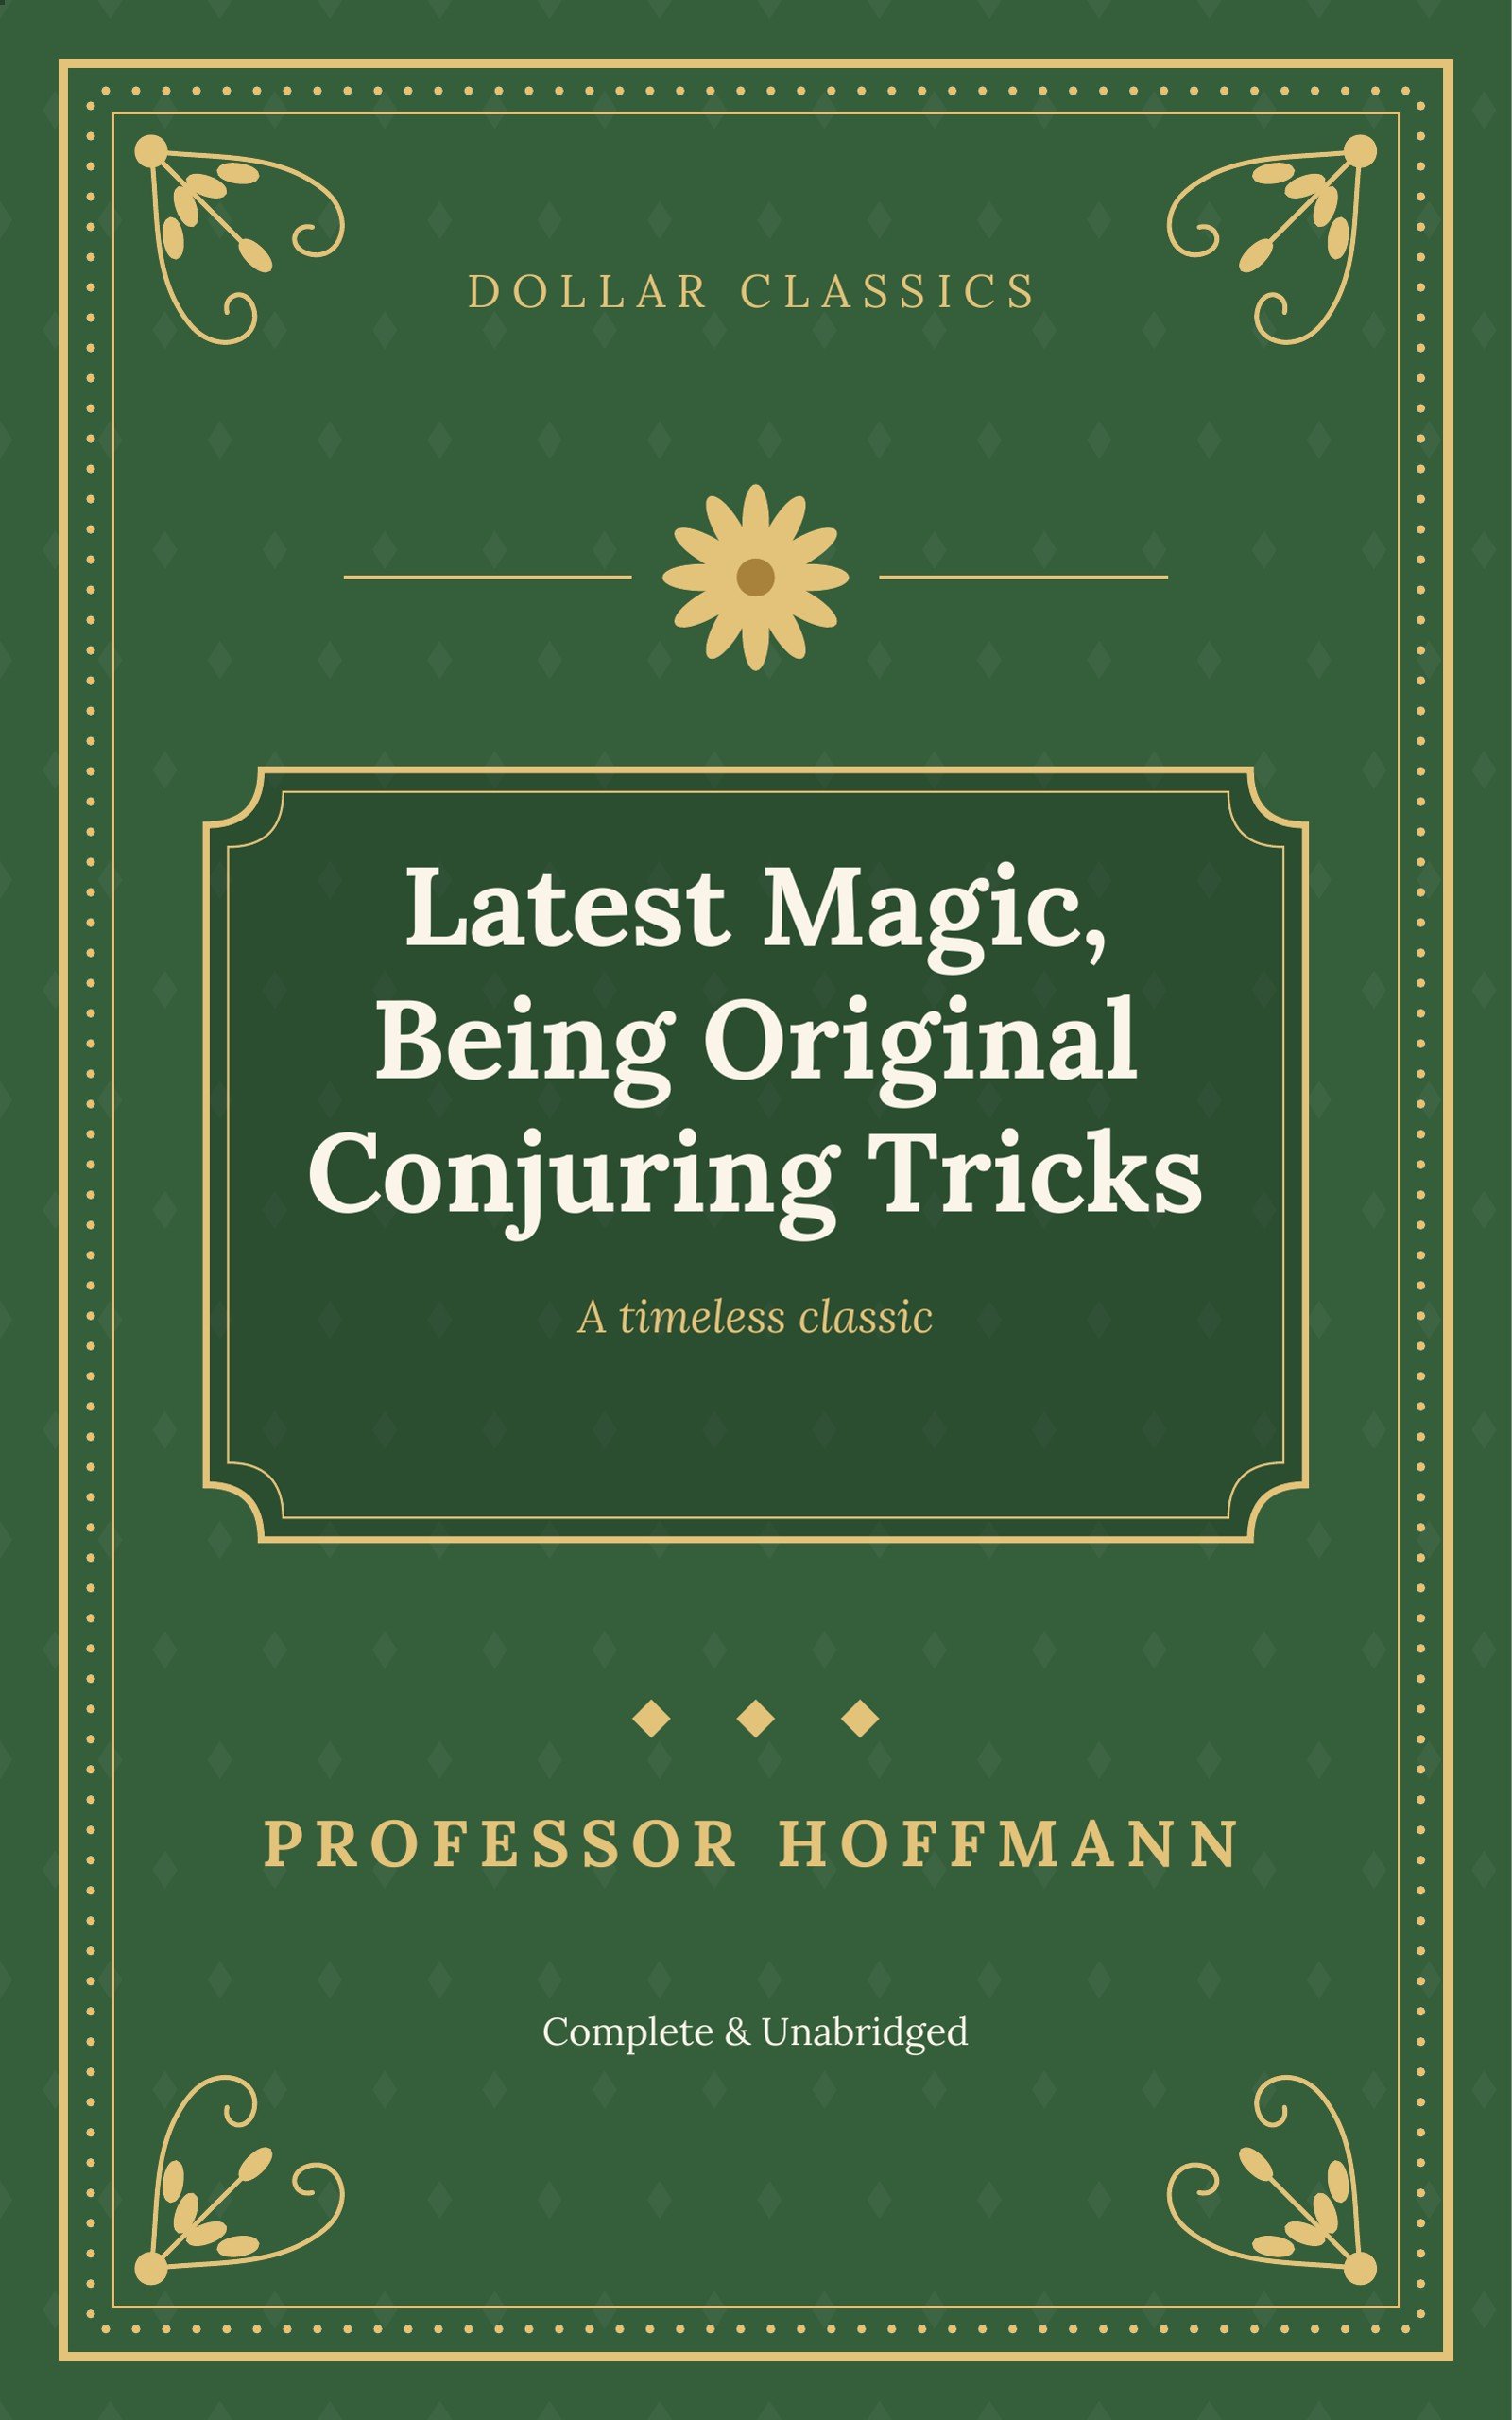 DOLLAR CLASSICS
Latest Magic,
Being Original
Conjuring Tricks
A timeless classic
PROFESSOR HOFFMANN
Complete & Unabridged